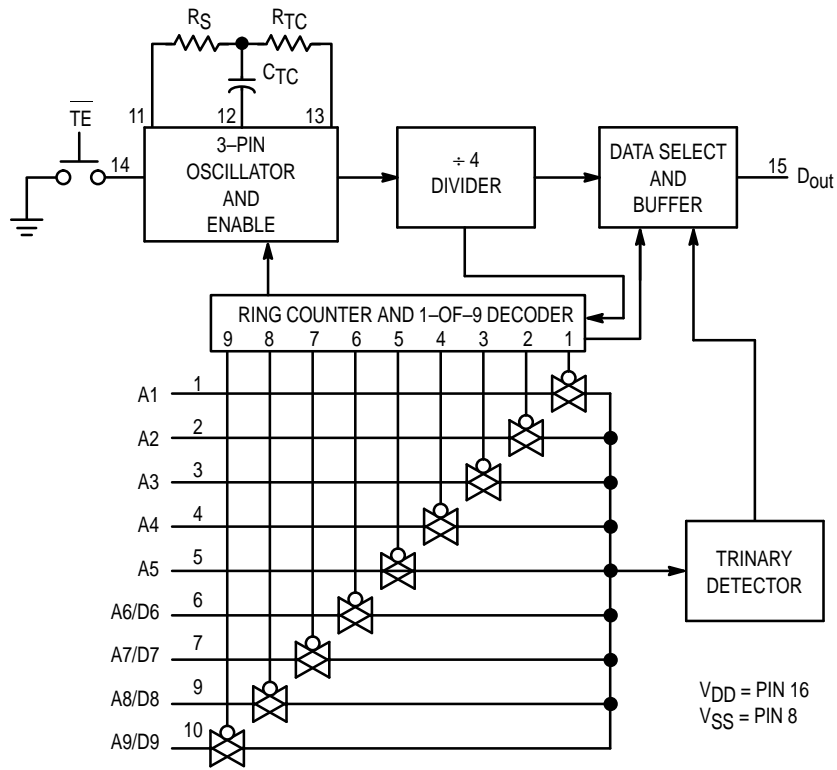 RS RTC
CTC
TE
11 12 13
14
3–PIN
OSCILLATOR
AND
ENABLE
÷ 4
DIVIDER
DATA SELECT
AND
BUFFER
15 Dout
RING COUNTER AND 1–OF–9 DECODER
9 8 7 6 5 4 3 2 1
A1 1
A2 2
A3 3
A4 4
A5 5
A6/D6 6
A7/D7 7
A8/D8 9
A9/D9 10
TRINARY
DETECTOR
VDD = PIN 16
VSS = PIN 8